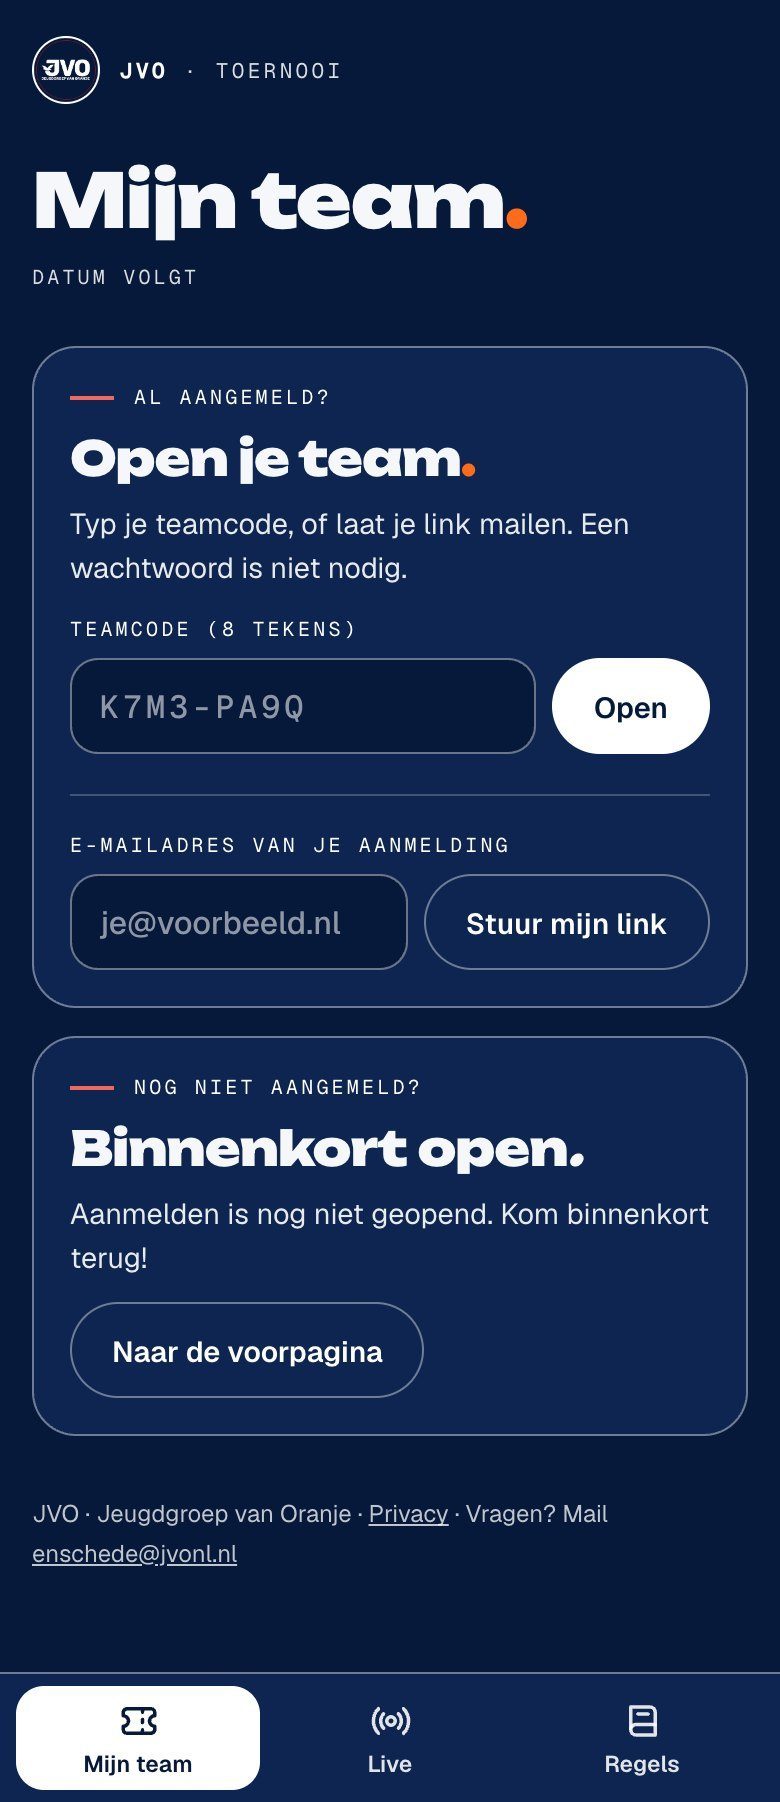 JVO
JVO · TOERNOOI
Mijn team.
DATUM VOLGT
AL AANGEMELD?
Open je team.
Typ je teamcode, of laat je link mailen. Een
wachtwoord is niet nodig.
TEAMCODE (8 TEKENS)
K7M3-PA9Q
Open
E-MAILADRES VAN JE AANMELDING
je@voorbeeld.nl
Stuur mijn link
NOG NIET AANGEMELD?
Binnenkort open.
Aanmelden is nog niet geopend. Kom binnenkort
terug!
Naar de voorpagina
JVO · Jeugdgroep van Oranje · Privacy · Vragen? Mail
enschede@jvonl.nl
Mijn team
Live
Regels